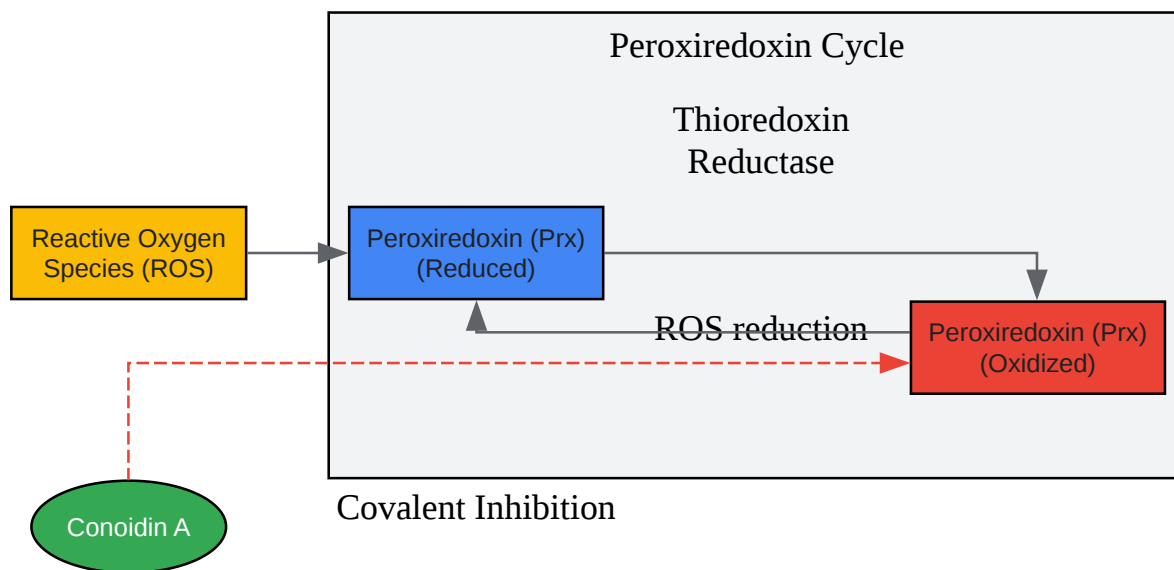 Peroxiredoxin Cycle
Thioredoxin
Reductase
Reactive Oxygen
Species (ROS)
Peroxiredoxin (Prx)
(Reduced)
ROS reduction
Peroxiredoxin (Prx)
(Oxidized)
Covalent Inhibition
Conoidin A